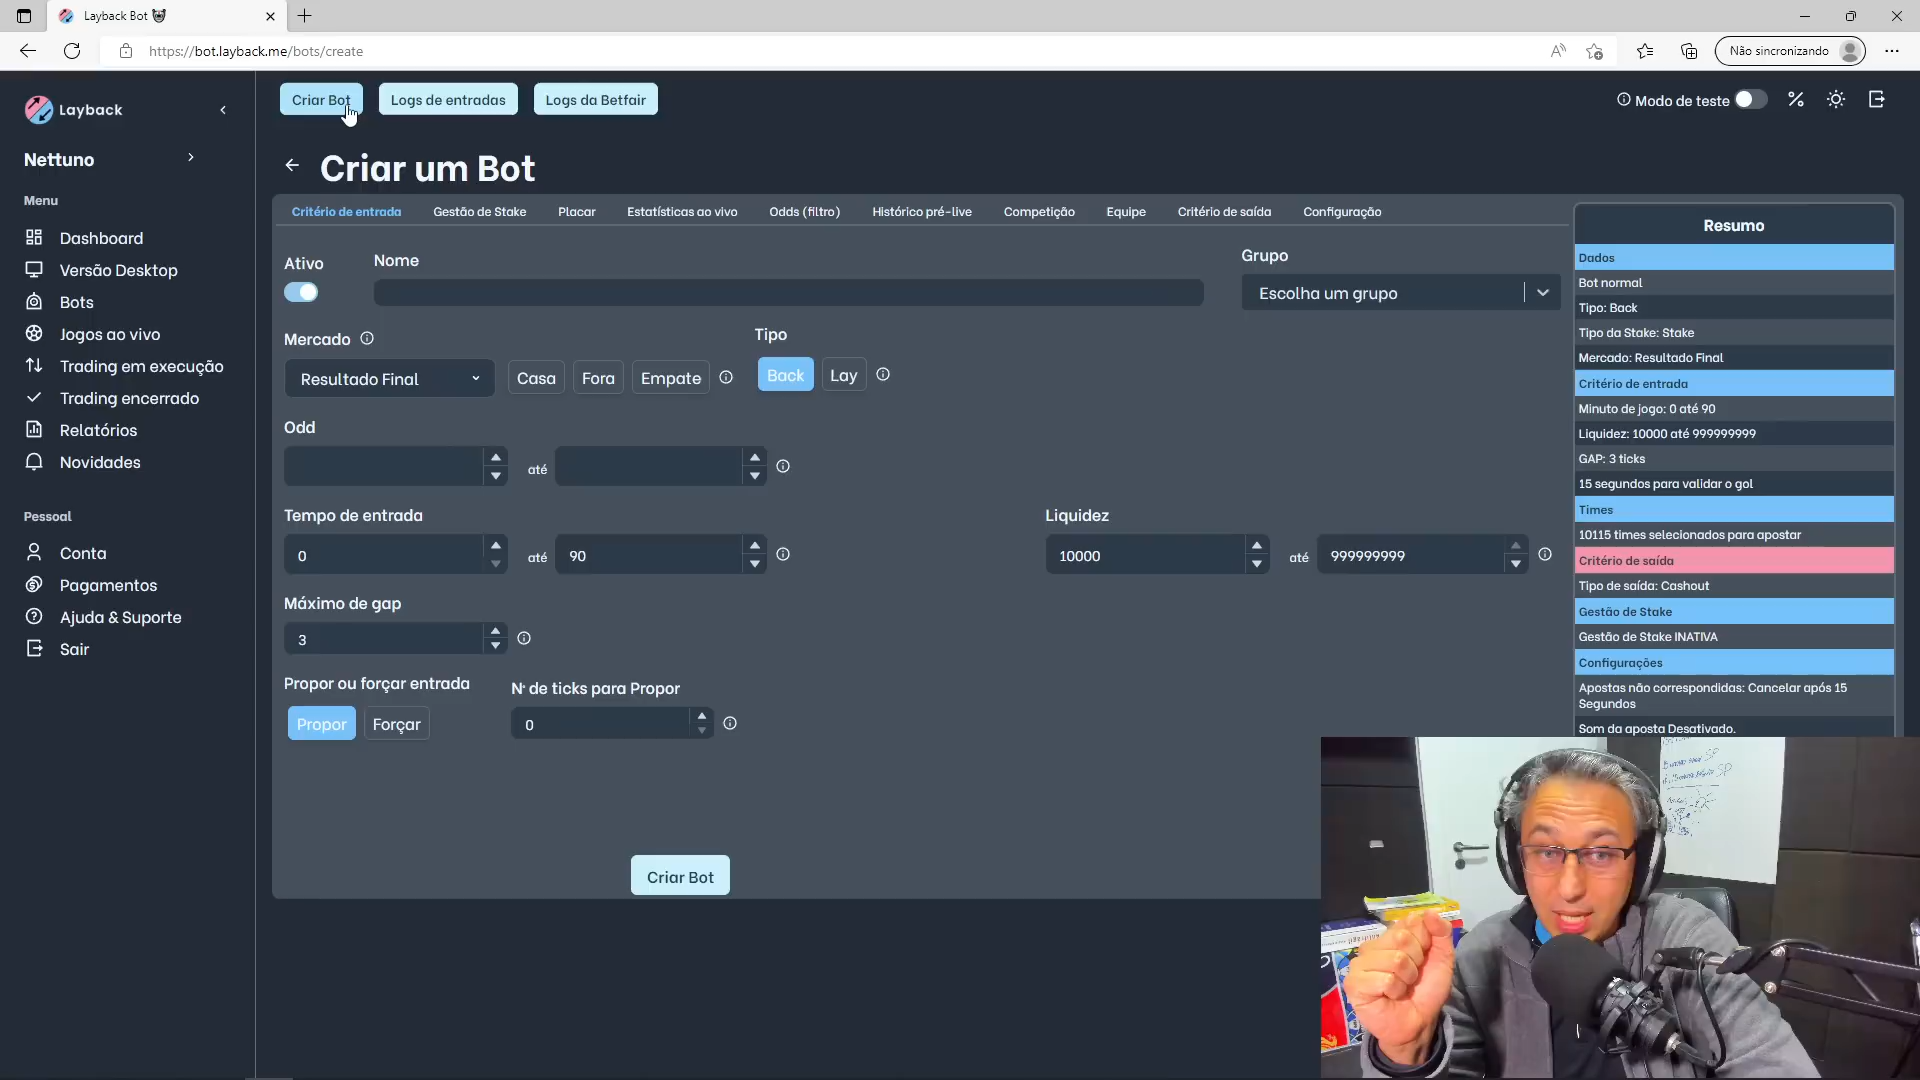 Layback Bot
https://bot.layback.me/bots/create
Não sincronizando
Layback
Criar Bot
Logs de entradas
Logs da Betfair
Modo de teste
Nettuno
Criar um Bot
Menu
Dashboard
Versão Desktop
Bots
Jogos ao vivo
Trading em execução
Trading encerrado
Relatórios
Novidades
Pessoal
Conta
Pagamentos
Ajuda & Suporte
Sair
Critério de entrada
Gestão de Stake
Placar
Estatísticas ao vivo
Odds (filtro)
Histórico pré-live
Competição
Equipe
Critério de saída
Configuração
Ativo
Nome
Grupo
Escolha um grupo
Mercado
Tipo
Resultado Final
Casa
Fora
Empate
Back
Lay
Odd
até
Tempo de entrada
0
até
90
Liquidez
10000
até
999999999
Máximo de gap
3
Propor ou forçar entrada
Propor
Forçar
N° de ticks para Propor
0
Criar Bot
Resumo
Dados
Bot normal
Tipo: Back
Tipo da Stake: Stake
Mercado: Resultado Final
Critério de entrada
Minuto de jogo: 0 até 90
Liquidez: 10000 até 999999999
GAP: 3 ticks
15 segundos para validar o gol
Times
10115 times selecionados para apostar
Critério de saída
Tipo de saída: Cashout
Gestão de Stake
Gestão de Stake INATIVA
Configurações
Apostas não correspondidas: Cancelar após 15
Segundos
Som da aposta Desativado.